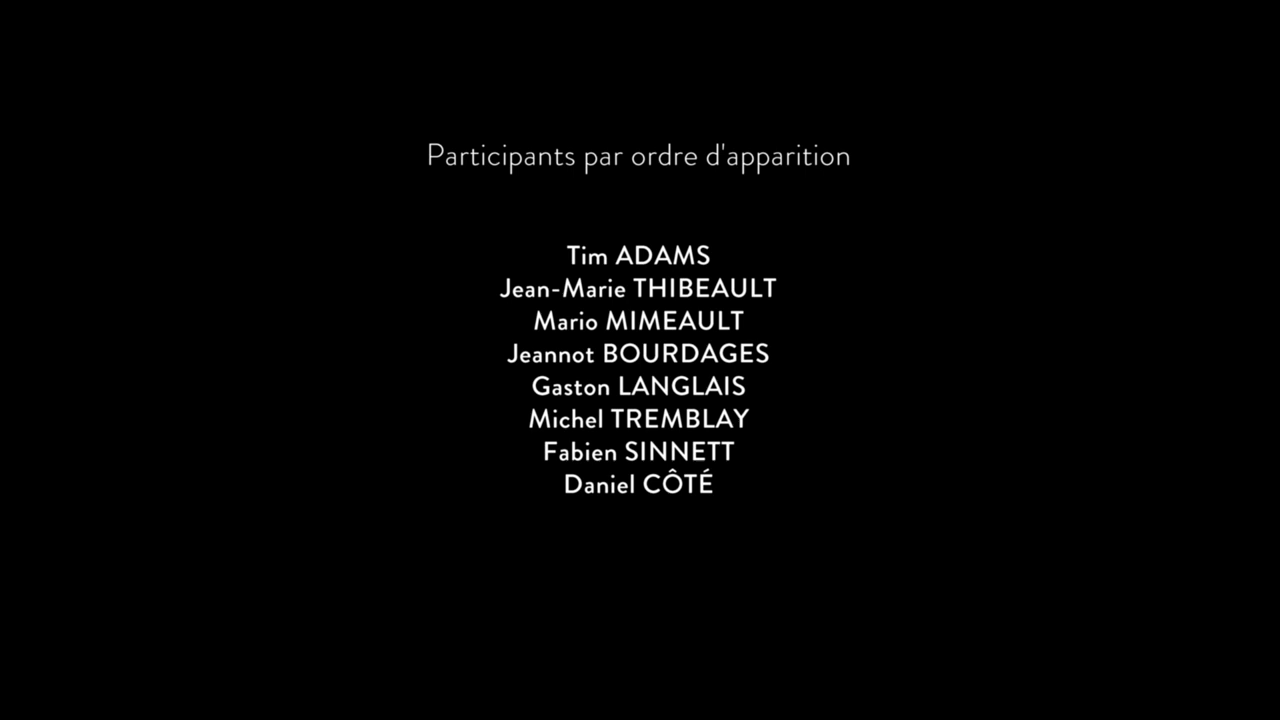 Participants par ordre d'apparition
Tim ADAMS
Jean-Marie THIBEAULT
Mario MIMEAULT
Jeannot BOURDAGES
Gaston LANGLAIS
Michel TREMBLAY
Fabien SINNETT
Daniel CÔTÉ